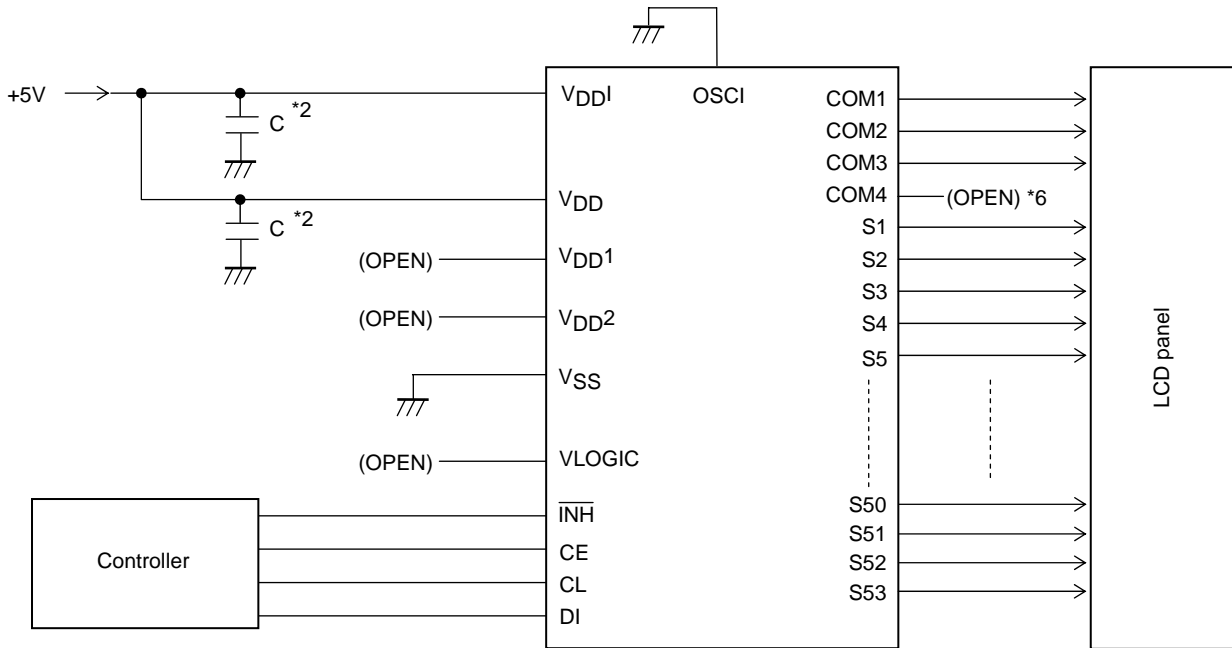 +5V
C *2
C *2
(OPEN)
(OPEN)
(OPEN)
Controller
VDDI
OSCI
VDD
VDD1
VDD2
VSS
VLOGIC
INH
CE
CL
DI
COM1
COM2
COM3
COM4
(OPEN) *6
S1
S2
S3
S4
S5
S50
S51
S52
S53
LCD panel